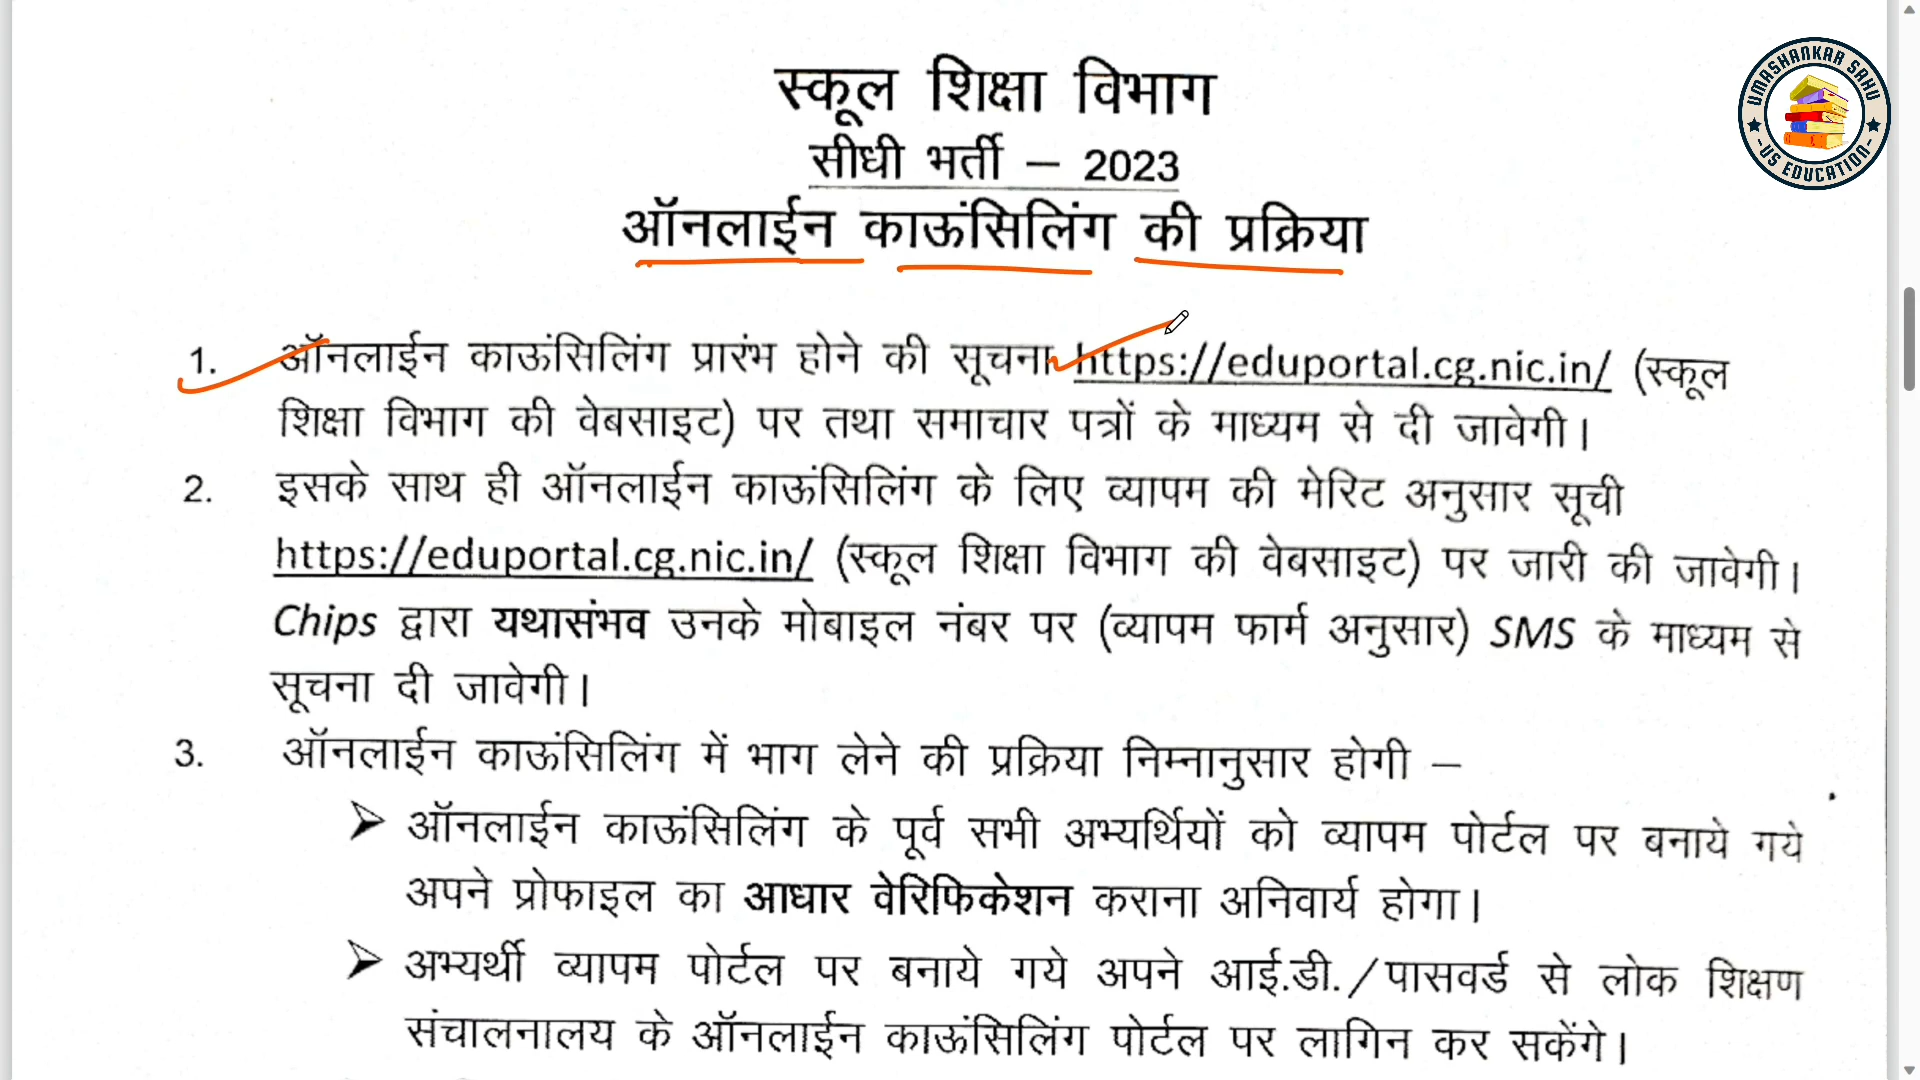 स्कूल शिक्षा विभाग
सीधी भर्ती – 2023
ऑनलाईन काऊंसिलिंग की प्रक्रिया
1. ऑनलाईन काऊंसिलिंग प्रारंभ होने की सूचना https://eduportal.cg.nic.in/ (स्कूल
शिक्षा विभाग की वेबसाइट) पर तथा समाचार पत्रों के माध्यम से दी जावेगी।
2. इसके साथ ही ऑनलाईन काऊंसिलिंग के लिए व्यापम की मेरिट अनुसार सूची
https://eduportal.cg.nic.in/ (स्कूल शिक्षा विभाग की वेबसाइट) पर जारी की जावेगी।
Chips द्वारा यथासंभव उनके मोबाइल नंबर पर (व्यापम फार्म अनुसार) SMS के माध्यम से
सूचना दी जावेगी।
3. ऑनलाईन काऊंसिलिंग में भाग लेने की प्रक्रिया निम्नानुसार होगी –
➢ ऑनलाईन काऊंसिलिंग के पूर्व सभी अभ्यर्थियों को व्यापम पोर्टल पर बनाये गये
अपने प्रोफाइल का आधार वेरिफिकेशन कराना अनिवार्य होगा।
➢ अभ्यर्थी व्यापम पोर्टल पर बनाये गये अपने आई.डी./पासवर्ड से लोक शिक्षण
संचालनालय के ऑनलाईन काऊंसिलिंग पोर्टल पर लागिन कर सकेंगे।
UMASHANKAR SAHU
-US EDUCATION-